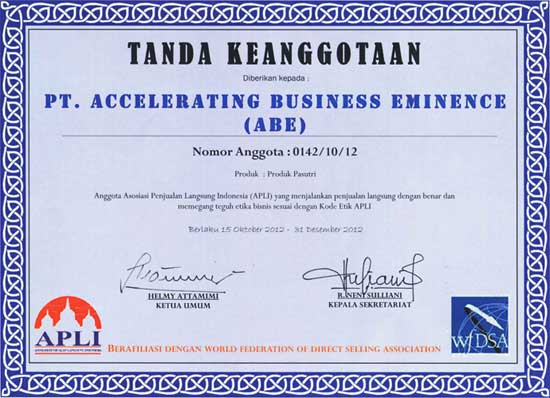 TANDA KEANGGOTAAN
Diberikan kepada :
PT. ACCELERATING BUSINESS EMINENCE
(ABE)
Nomor Anggota : 0142/10/12
Produk : Produk Pasutri
Anggota Asosiasi Penjualan Langsung Indonesia (APLI) yang menjalankan penjualan langsung dengan benar dan
memegang teguh etika bisnis sesuai dengan Kode Etik APLI
Berlaku 15 Oktober 2012 - 31 Desember 2012
HELMY ATTAMIMI
KETUA UMUM
R. NENI SULLIANI
KEPALA SEKRETARIAT
APLI
BERAFILIASI DENGAN WORLD FEDERATION OF DIRECT SELLING ASSOCIATION
WFDSA